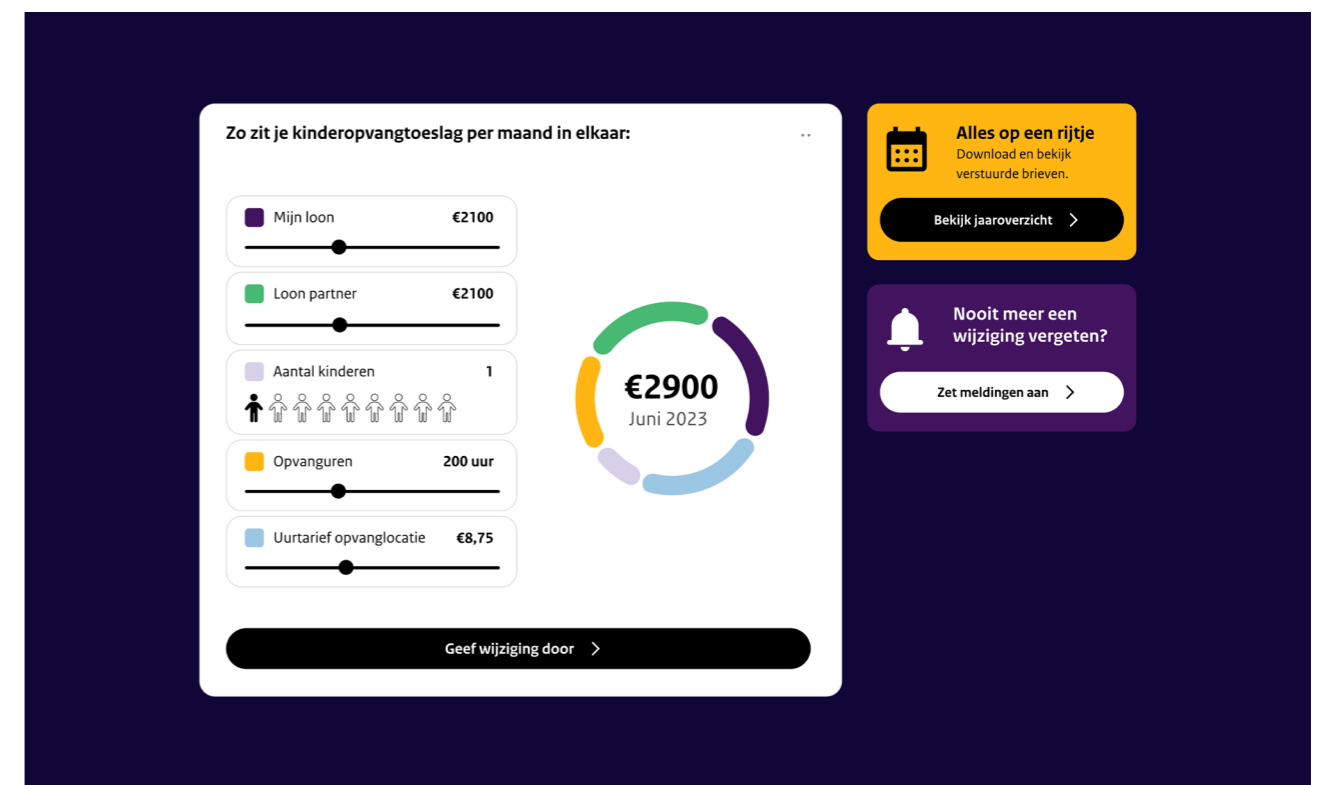 Zo zit je kinderopvangtoeslag per maand in elkaar:
Mijn loon €2100
Loon partner €2100
Aantal kinderen 1
Opvanguren 200 uur
Uurtarief opvanglocatie €8,75
€2900
Juni 2023
Geef wijziging door
Alles op een rijtje
Download en bekijk
verstuurde brieven.
Bekijk jaaroverzicht
Nooit meer een
wijziging vergeten?
Zet meldingen aan